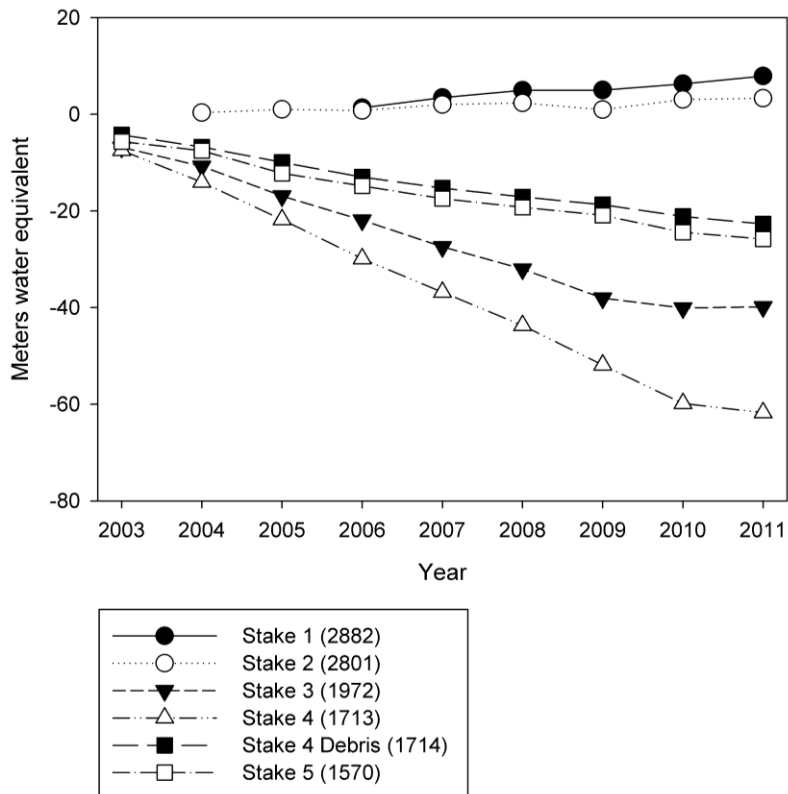 20
0
-20
-40
-60
-80
Meters water equivalent
2003 2004 2005 2006 2007 2008 2009 2010 2011
Year
Stake 1 (2882)
Stake 2 (2801)
Stake 3 (1972)
Stake 4 (1713)
Stake 4 Debris (1714)
Stake 5 (1570)